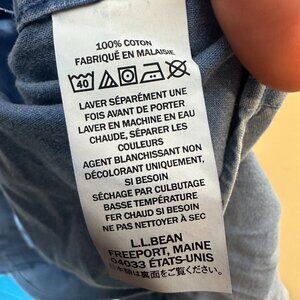 100% COTON
FABRIQUÉ EN MALAISIE
40
LAVER SÉPARÉMENT UNE
FOIS AVANT DE PORTER
LAVER EN MACHINE EN EAU
CHAUDE, SÉPARER LES
COULEURS
AGENT BLANCHISSANT NON
DÉCOLORANT UNIQUEMENT,
SI BESOIN
SÉCHAGE PAR CULBUTAGE
BASSE TEMPÉRATURE
FER CHAUD SI BESOIN
NE PAS NETTOYER À SEC
L.L.BEAN
FREEPORT, MAINE
04033 ÉTATS-UNIS
日本語は裏面をご覧ください。